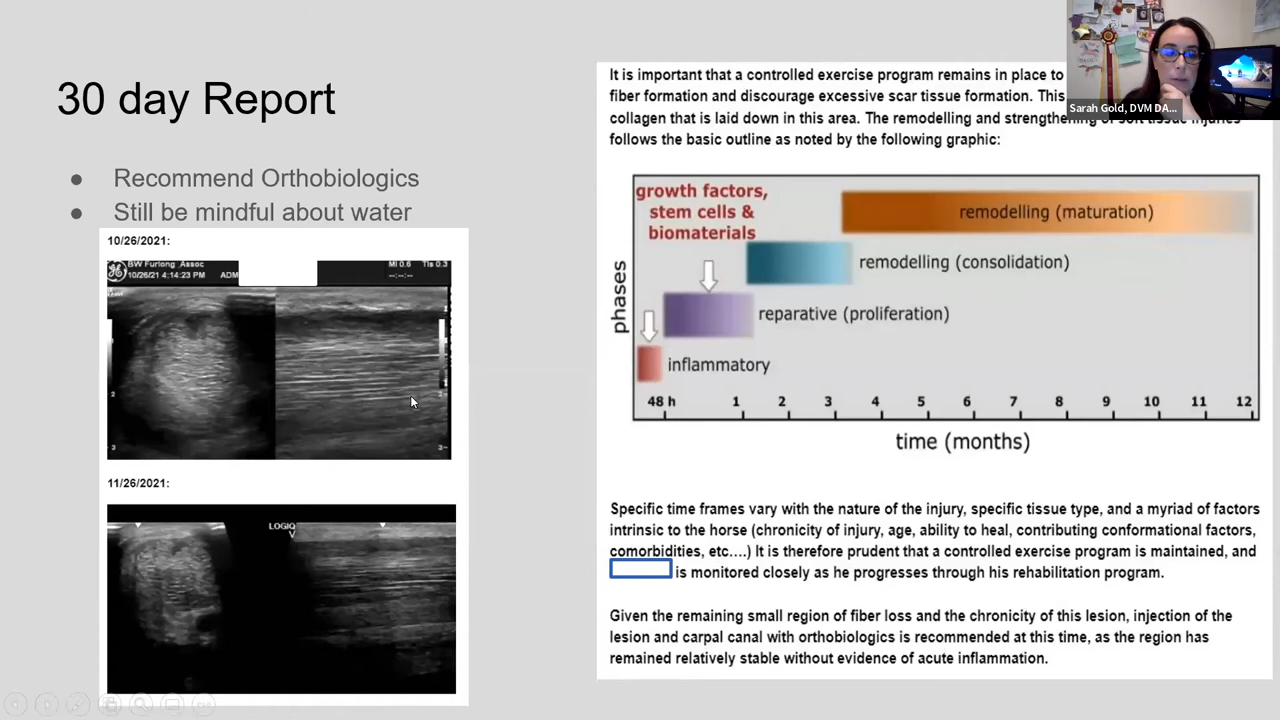 30 day Report
● Recommend Orthobiologics
● Still be mindful about water
10/26/2021:
BW Furlong Assoc
MI 0.6 TIs 0.3
10/26/21 4:14:23 PM ADM
2
3
3
11/26/2021:
LOGIQ
V
It is important that a controlled exercise program remains in place to
fiber formation and discourage excessive scar tissue formation. This
collagen that is laid down in this area. The remodelling and strengthening of soft tissue injuries
follows the basic outline as noted by the following graphic:
growth factors,
stem cells &
biomaterials
remodelling (maturation)
remodelling (consolidation)
reparative (proliferation)
inflammatory
phases
48 h 1 2 3 4 5 6 7 8 9 10 11 12
time (months)
Specific time frames vary with the nature of the injury, specific tissue type, and a myriad of factors
intrinsic to the horse (chronicity of injury, age, ability to heal, contributing conformational factors,
comorbidities, etc....) It is therefore prudent that a controlled exercise program is maintained, and
is monitored closely as he progresses through his rehabilitation program.
Given the remaining small region of fiber loss and the chronicity of this lesion, injection of the
lesion and carpal canal with orthobiologics is recommended at this time, as the region has
remained relatively stable without evidence of acute inflammation.
Sarah Gold, DVM DA...